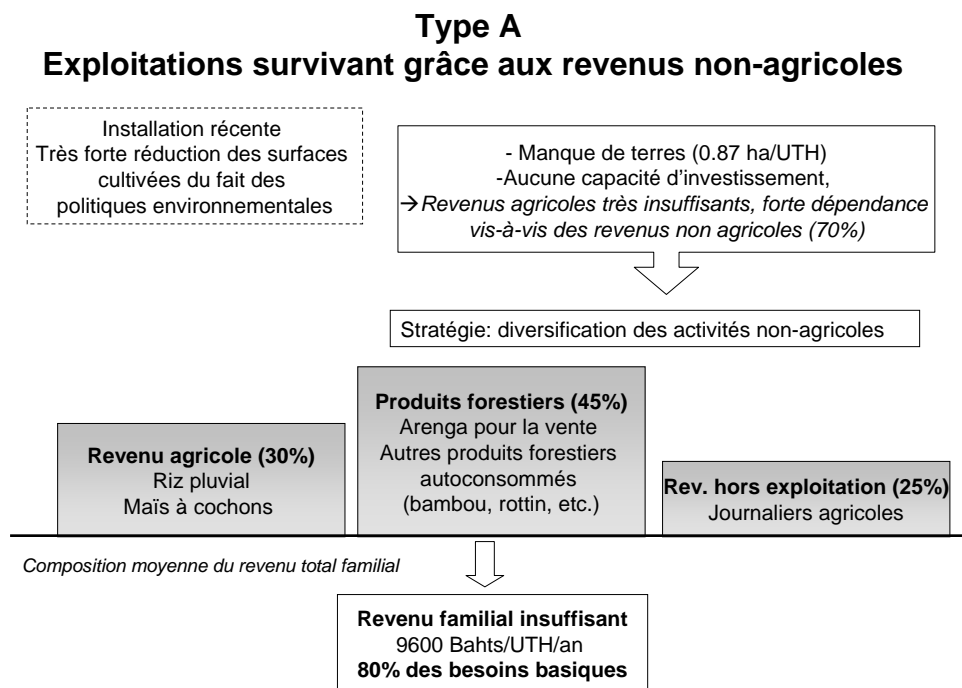 Type A
Exploitations survivant grâce aux revenus non-agricoles
Installation récente
Très forte réduction des surfaces
cultivées du fait des
politiques environnementales
- Manque de terres (0.87 ha/UTH)
-Aucune capacité d'investissement,
→Revenus agricoles très insuffisants, forte dépendance
vis-à-vis des revenus non agricoles (70%)
Stratégie: diversification des activités non-agricoles
Revenu agricole (30%)
Riz pluvial
Maïs à cochons
Produits forestiers (45%)
Arenga pour la vente
Autres produits forestiers
autoconsommés
(bambou, rottin, etc.)
Rev. hors exploitation (25%)
Journaliers agricoles
Composition moyenne du revenu total familial
Revenu familial insuffisant
9600 Bahts/UTH/an
80% des besoins basiques